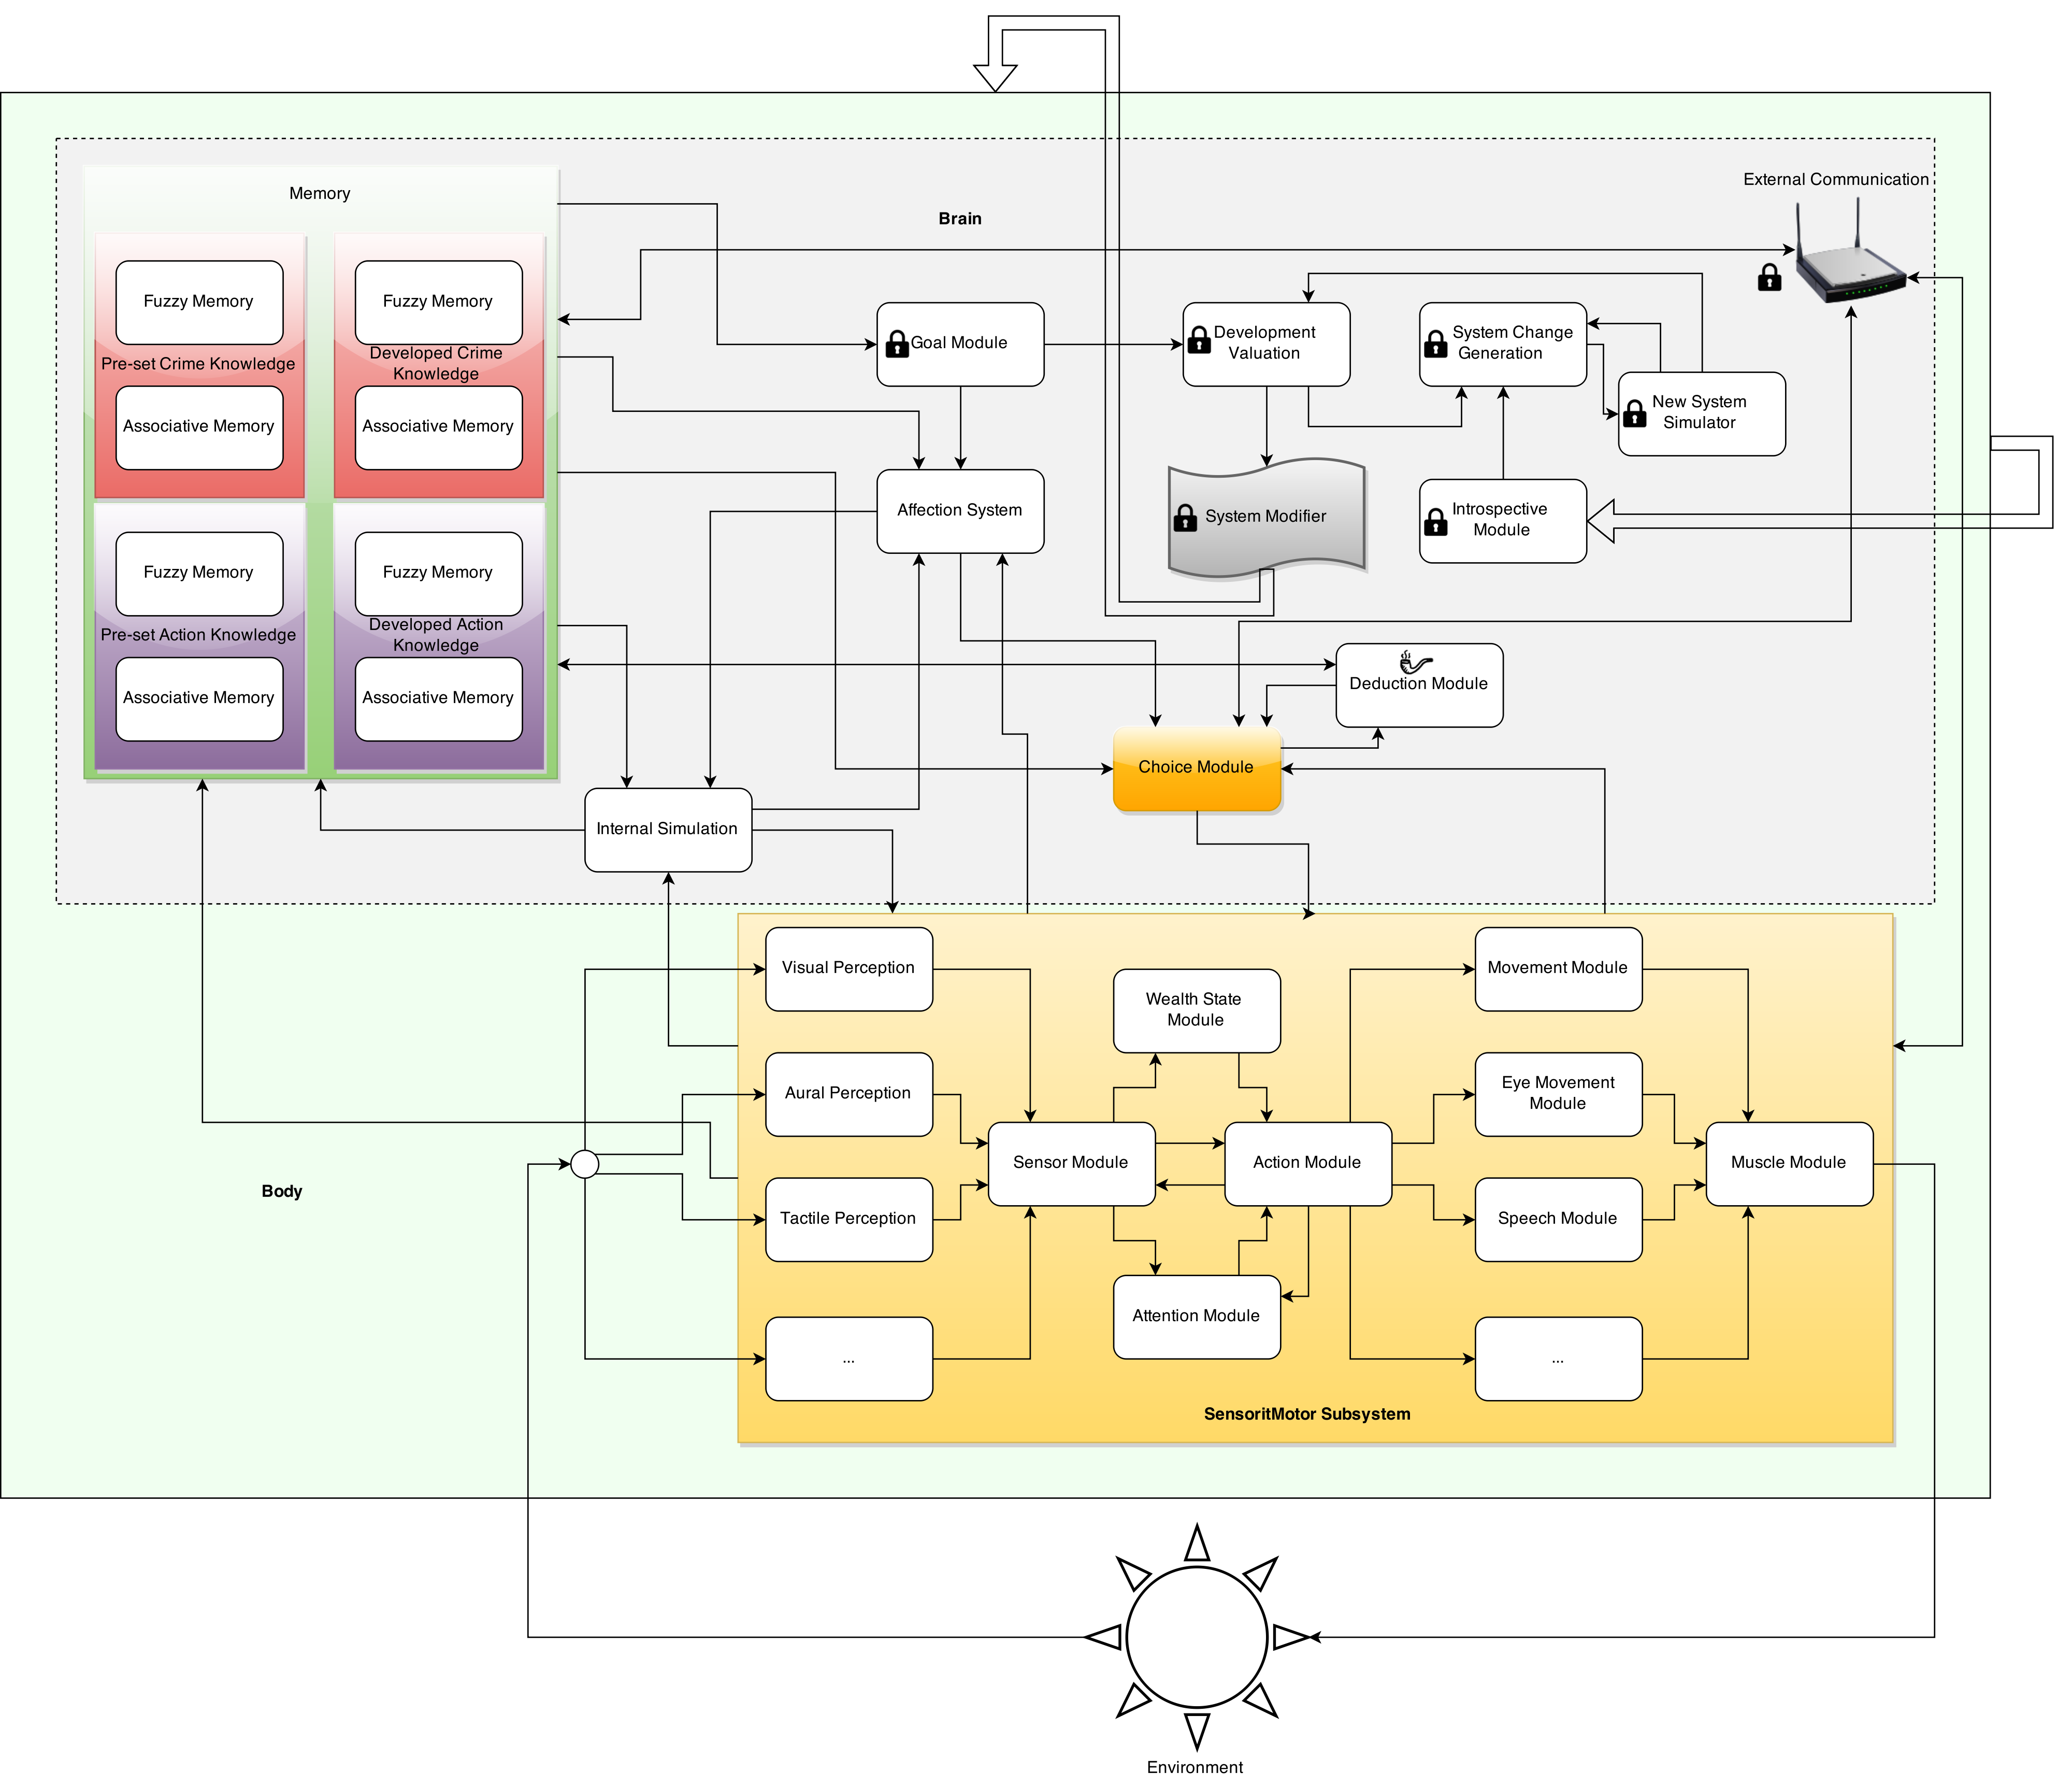 External Communication
Memory
Brain
Fuzzy Memory
Fuzzy Memory
Pre-set Crime Knowledge
Developed Crime
Knowledge
Associative Memory
Associative Memory
Fuzzy Memory
Fuzzy Memory
Pre-set Action Knowledge
Developed Action
Knowledge
Associative Memory
Associative Memory
Goal Module
Development
Valuation
System Change
Generation
New System
Simulator
Affection System
System Modifier
Introspective
Module
Deduction Module
Choice Module
Internal Simulation
Visual Perception
Wealth State
Module
Movement Module
Aural Perception
Eye Movement
Module
Sensor Module
Action Module
Muscle Module
Body
Tactile Perception
Speech Module
Attention Module
...
...
SensoritMotor Subsystem
Environment